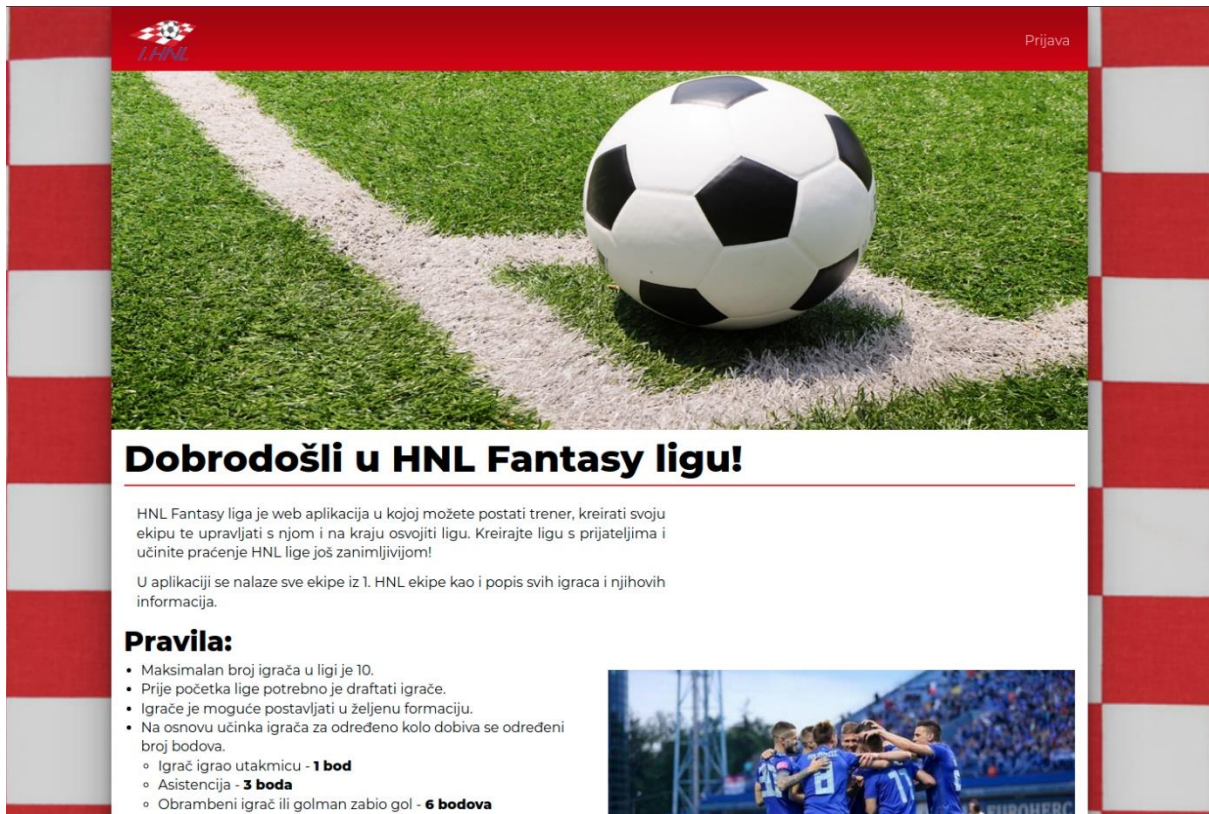 1.HNL
Prijava
Dobrodošli u HNL Fantasy ligu!
HNL Fantasy liga je web aplikacija u kojoj možete postati trener, kreirati svoju
ekipu te upravljati s njom i na kraju osvojiti ligu. Kreirajte ligu s prijateljima i
učinite praćenje HNL lige još zanimljivijom!
U aplikaciji se nalaze sve ekipe iz 1. HNL ekipe kao i popis svih igraca i njihovih
informacija.
Pravila:
Maksimalan broj igrača u ligi je 10.
Prije početka lige potrebno je draftati igrače.
Igrače je moguće postavljati u željenu formaciju.
Na osnovu učinka igrača za određeno kolo dobiva se određeni
broj bodova.
Igrač igrao utakmicu - 1 bod
Asistencija - 3 boda
Obrambeni igrač ili golman zabio gol - 6 bodova
8
17
EUROHERC